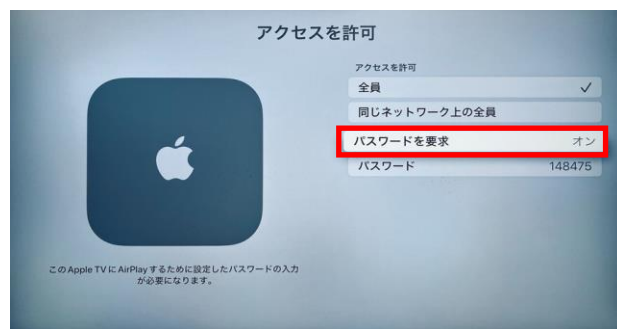 アクセスを許可
アクセスを許可
全員
同じネットワーク上の全員
パスワードを要求 オン
パスワード 148475
このApple TVにAirPlayするために設定したパスワードの入力
が必要になります。